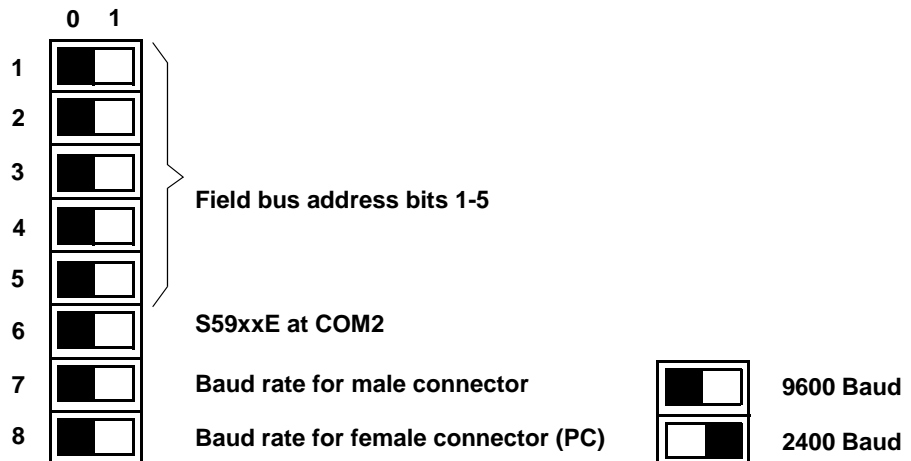 0 1
1
2
3
Field bus address bits 1-5
4
5
6 S59xxE at COM2
7 Baud rate for male connector 9600 Baud
8 Baud rate for female connector (PC) 2400 Baud